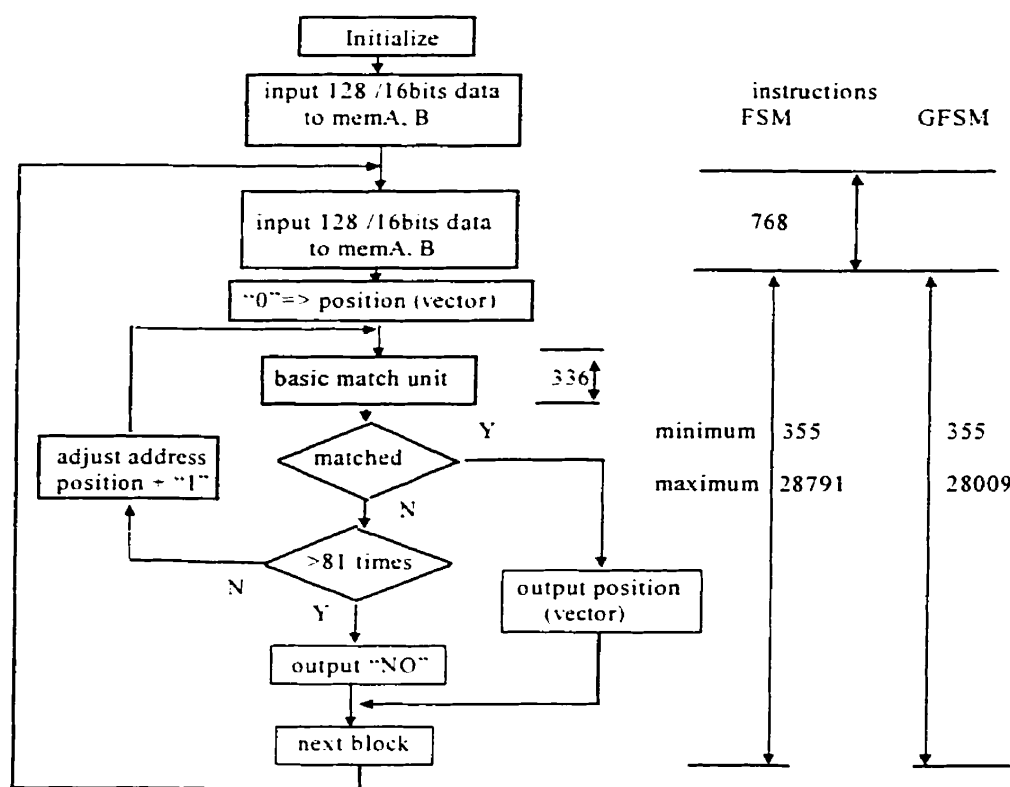 Initialize
input 128 /16bits data
to memA. B
instructions
FSM GFSM
input 128 /16bits data
to memA. B
768
"0"=> position (vector)
basic match unit
336
Y
minimum 355 355
adjust address
position + "1"
matched
maximum 28791 28009
N
>81 times
N
output position
(vector)
Y
output "NO"
next block